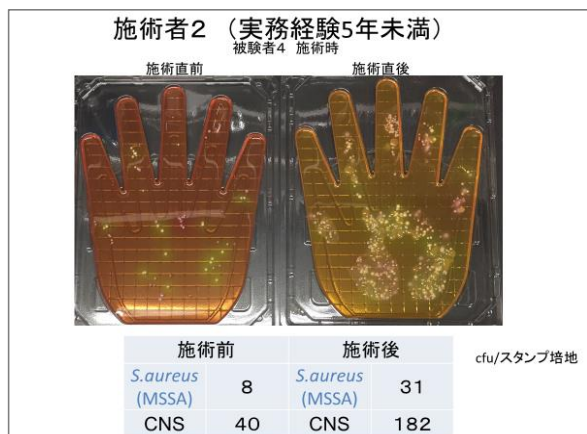 施術者2 （実務経験5年未満）
被験者4 施術時
施術直前 施術直後
施術前 施術後
S.aureus (MSSA) 8 S.aureus (MSSA) 31
CNS 40 CNS 182
cfu/スタンプ培地